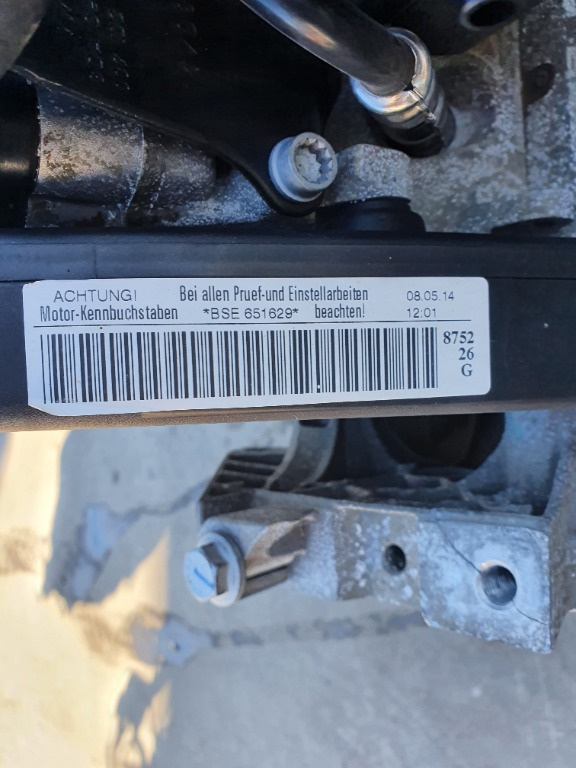 ACHTUNG! Bei allen Pruef-und Einstellarbeiten 08.05.14
Motor-Kennbuchstaben *BSE 651629* beachten! 12:01
8752
26
G